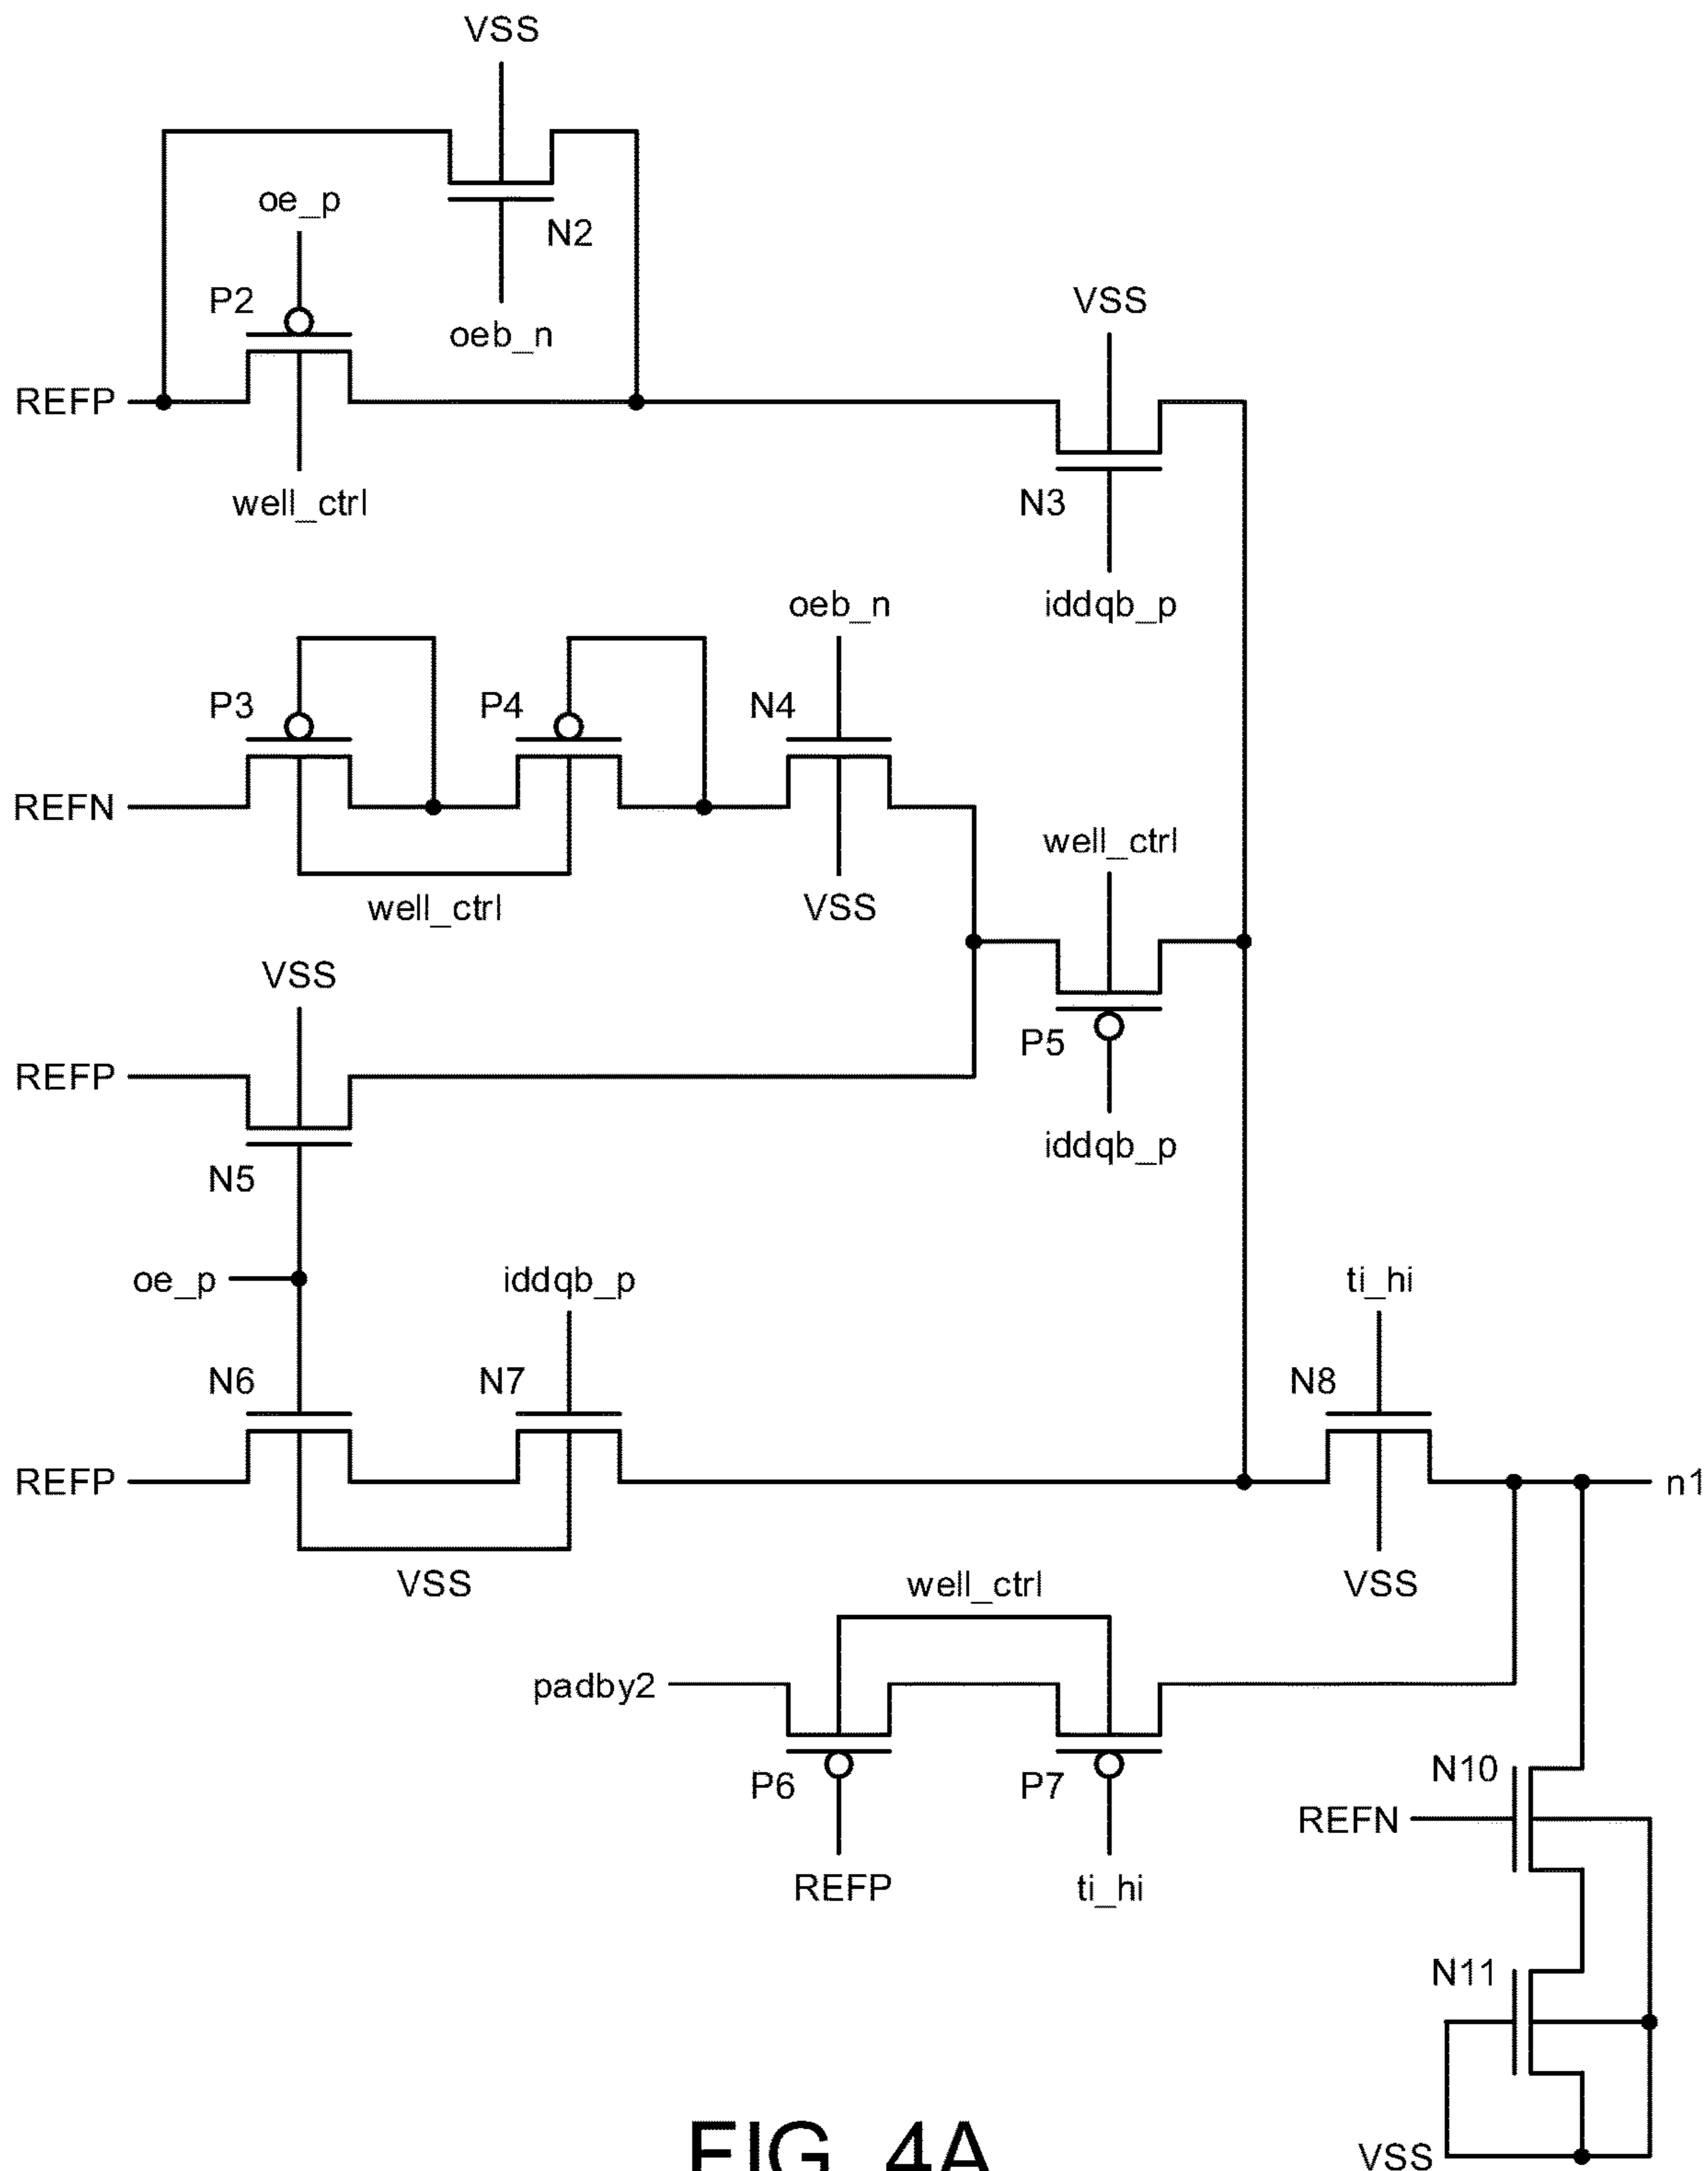 VSS
oe_p
N2
P2
oeb_n
VSS
REFP
well_ctrl
N3
iddqb_p
oeb_n
P3
P4
N4
REFN
well_ctrl
well_ctrl
VSS
VSS
P5
REFP
iddqb_p
N5
oe_p
iddqb_p
ti_hi
N6
N7
N8
REFP
n1
VSS
well_ctrl
VSS
padby2
P6
P7
N10
REFN
REFP
ti_hi
N11
VSS
FIG. 4A